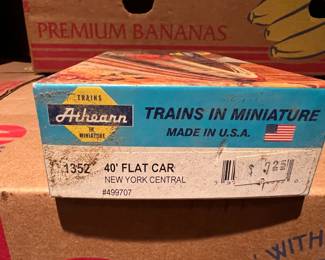 PREMIUM BANANAS
TRAINS
Athearn
IN
MINIATURE
TRAINS IN MINIATURE
MADE IN U.S.A.
1352 40' FLAT CAR
NEW YORK CENTRAL
#499707
WITH